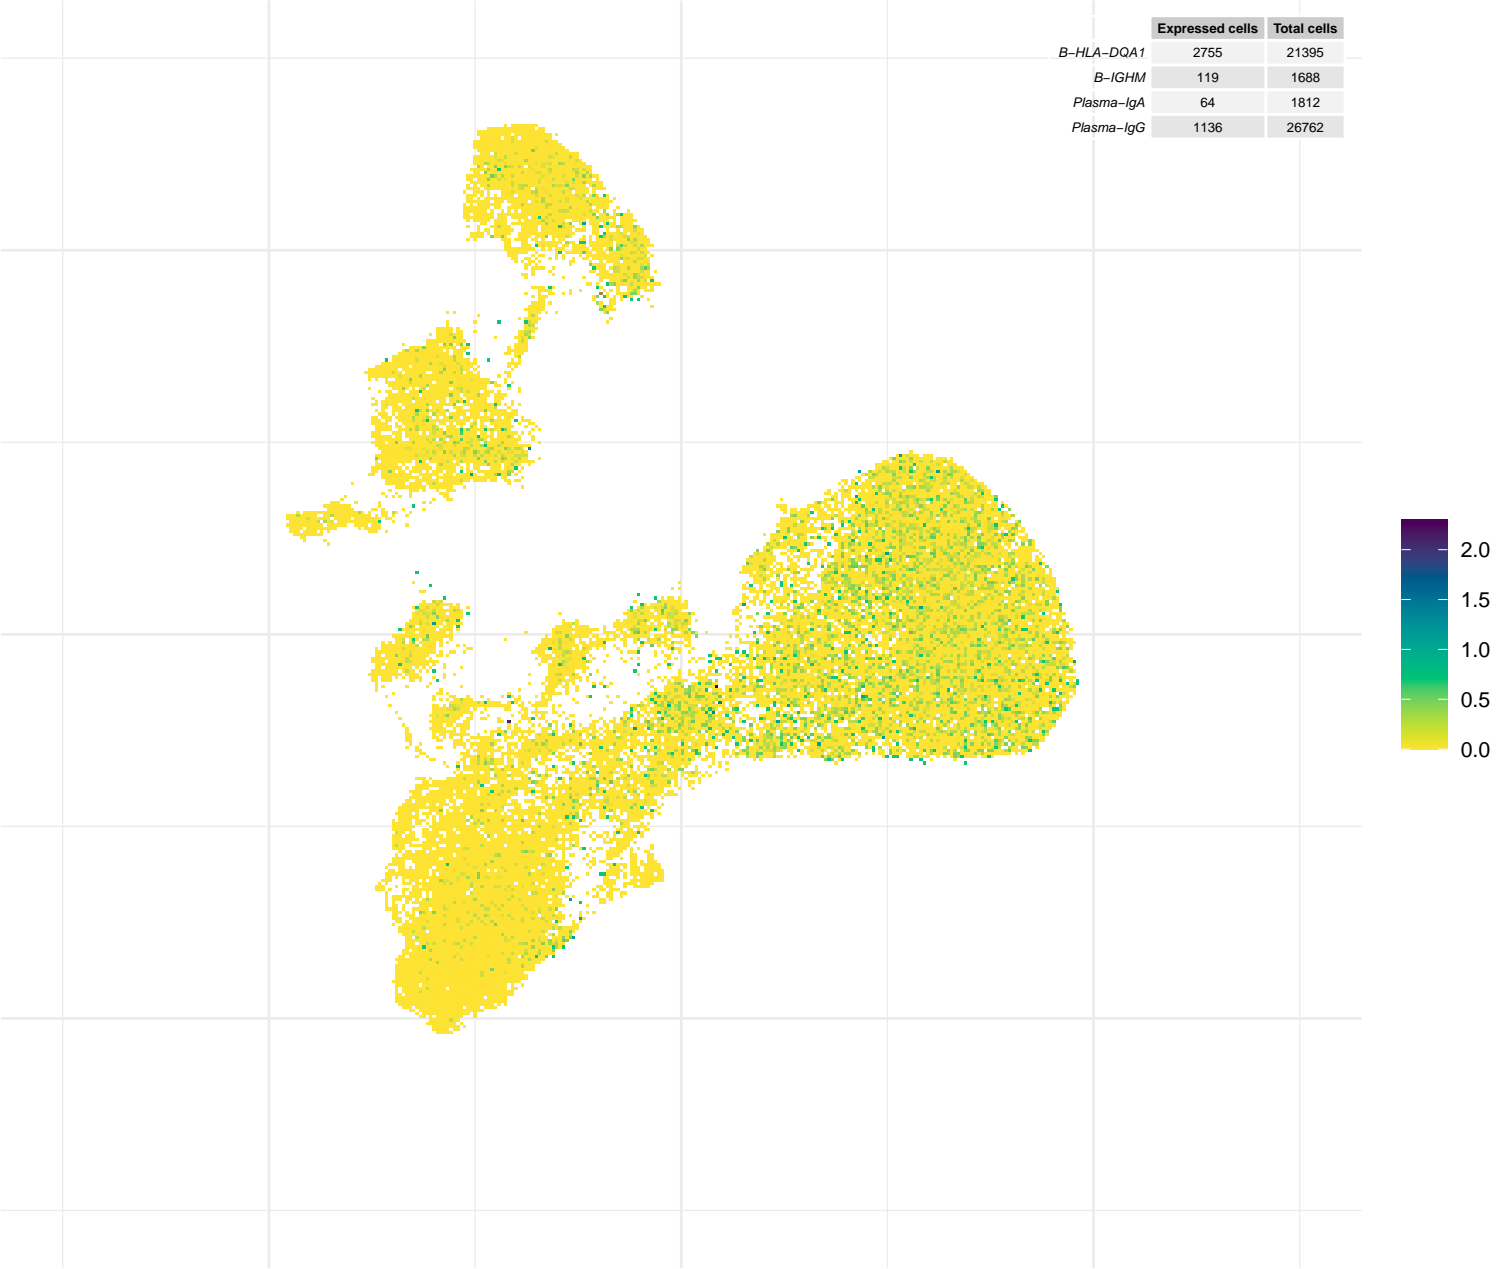 Expressed cells Total cells
B−HLA−DQA1 2755 21395
B−IGHM 119 1688
Plasma−IgA 64 1812
Plasma−IgG 1136 26762
2.0
1.5
1.0
0.5
0.0